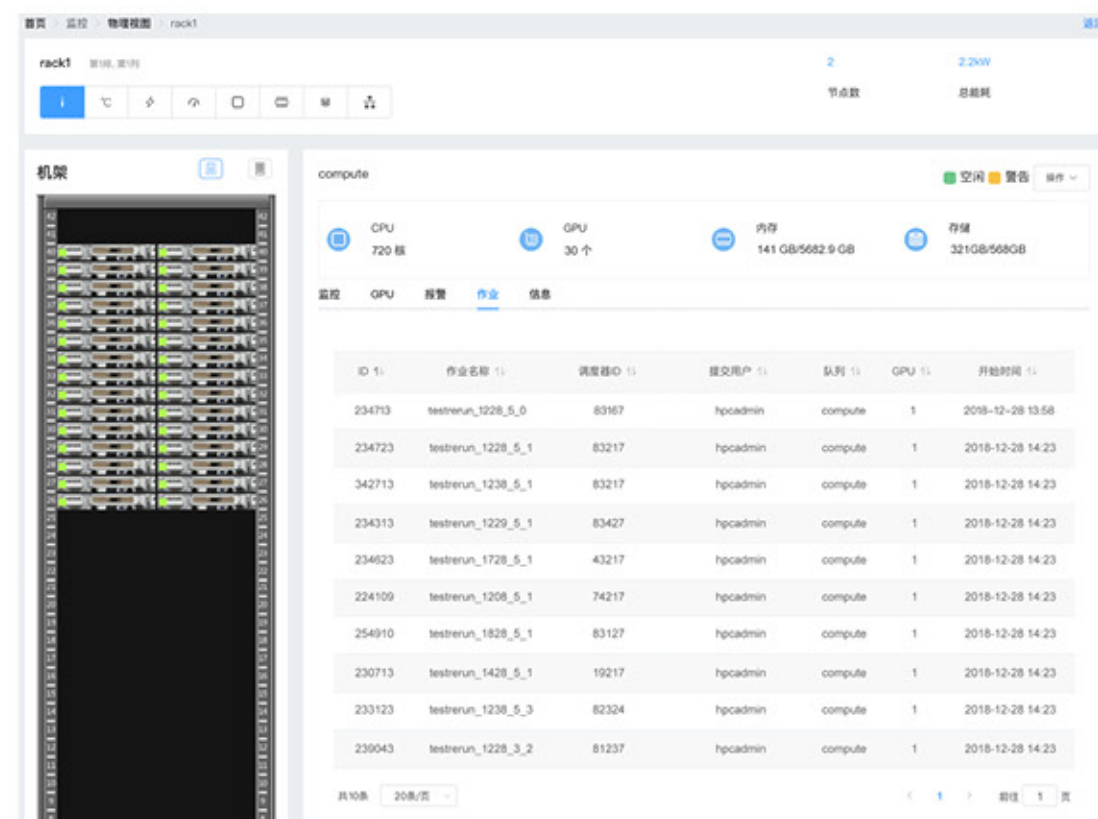 首页 > 监控 > 物理视图 > rack1
rack1
2
2.2kW
节点数
总能耗
℃
机架
compute
空闲 警告 操作
CPU
720 核
GPU
30 个
内存
141 GB/5682.9 GB
存储
321GB/568GB
监控 GPU 报警 作业 信息
ID 作业名称 调度器ID 提交用户 队列 GPU 开始时间
234713 testrerun_1228_5_0 83167 hpcadmin compute 1 2018-12-28 13:58
234723 testrerun_1228_5_1 83217 hpcadmin compute 1 2018-12-28 14:23
342713 testrerun_1238_5_1 83217 hpcadmin compute 1 2018-12-28 14:23
234313 testrerun_1229_5_1 83427 hpcadmin compute 1 2018-12-28 14:23
234623 testrerun_1728_5_1 43217 hpcadmin compute 1 2018-12-28 14:23
224109 testrerun_1208_5_1 74217 hpcadmin compute 1 2018-12-28 14:23
254910 testrerun_1828_5_1 83127 hpcadmin compute 1 2018-12-28 14:23
230713 testrerun_1428_5_1 19217 hpcadmin compute 1 2018-12-28 14:23
233123 testrerun_1238_5_3 82324 hpcadmin compute 1 2018-12-28 14:23
239043 testrerun_1228_3_2 81237 hpcadmin compute 1 2018-12-28 14:23
共10条 20条/页 < 1 > 前往 1 页